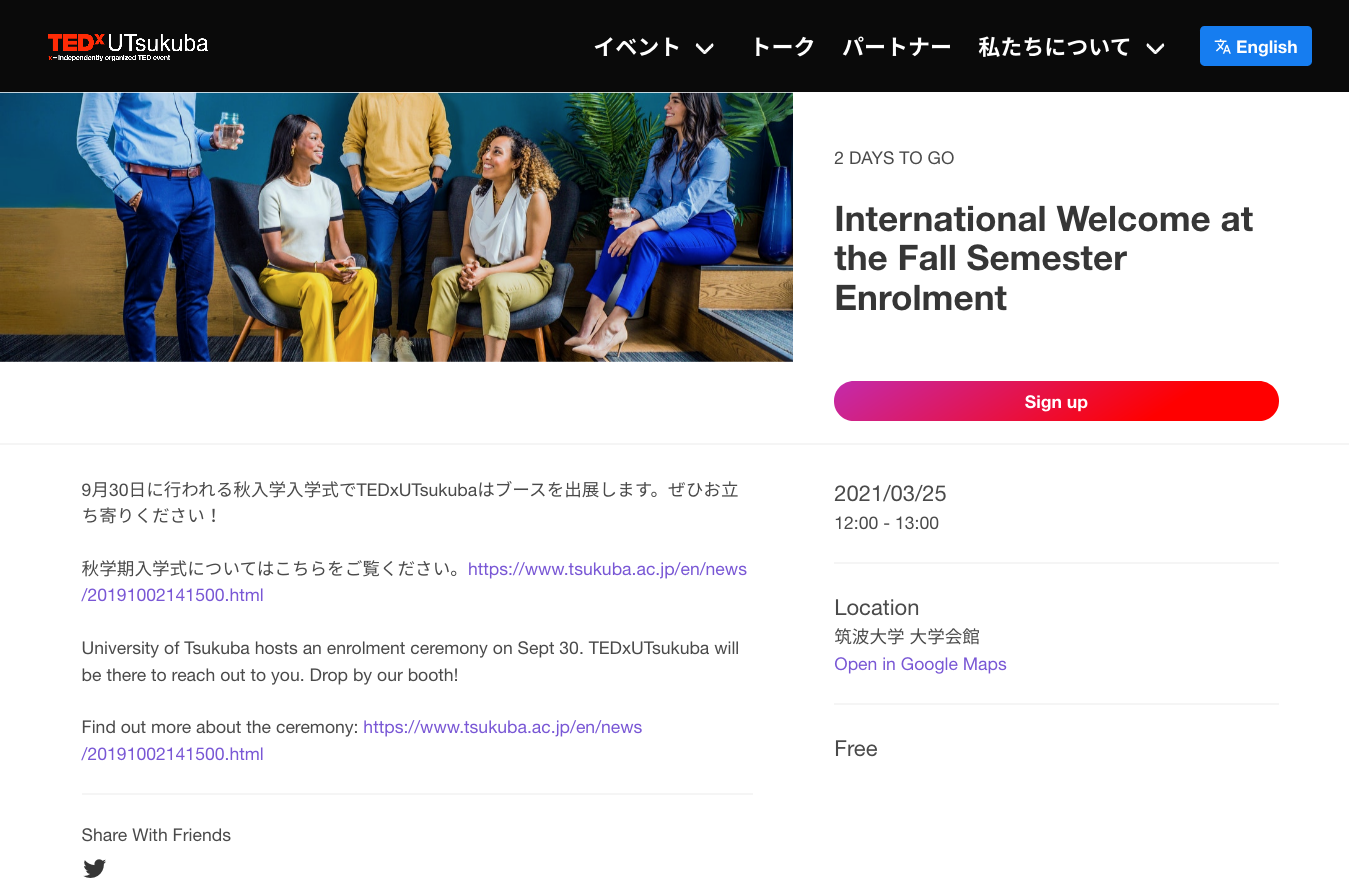 TEDxUTsukuba
x = independently organized TED event
イベント
トーク
パートナー
私たちについて
English
2 DAYS TO GO
International Welcome at
the Fall Semester
Enrolment
Sign up
9月30日に行われる秋入学入学式でTEDxUTsukubaはブースを出展します。ぜひお立
ち寄りください！
秋学期入学式についてはこちらをご覧ください。https://www.tsukuba.ac.jp/en/news
/20191002141500.html
University of Tsukuba hosts an enrolment ceremony on Sept 30. TEDxUTsukuba will
be there to reach out to you. Drop by our booth!
Find out more about the ceremony: https://www.tsukuba.ac.jp/en/news
/20191002141500.html
Share With Friends
2021/03/25
12:00 - 13:00
Location
筑波大学 大学会館
Open in Google Maps
Free